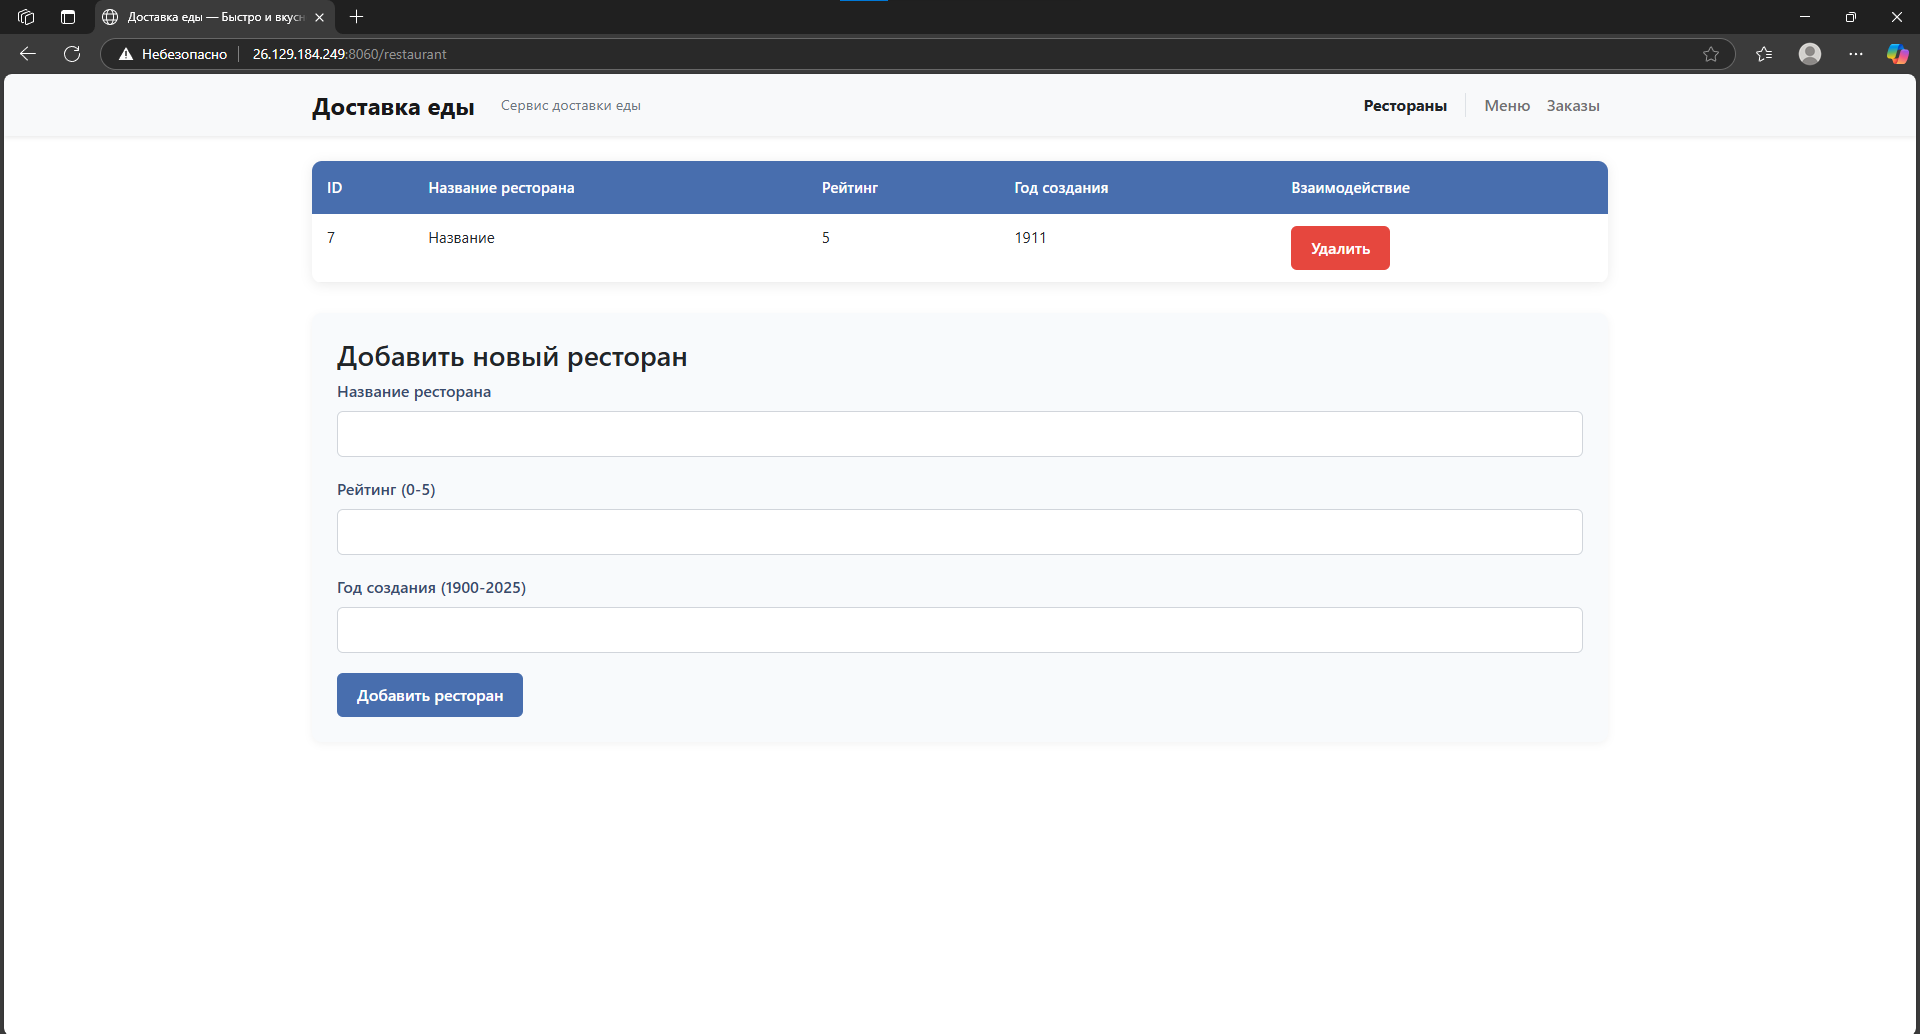 Доставка еды — Быстро и вкусн
Небезопасно 26.129.184.249:8060/restaurant
Доставка еды Сервис доставки еды Рестораны Меню Заказы
ID Название ресторана Рейтинг Год создания Взаимодействие
7 Название 5 1911 Удалить
Добавить новый ресторан
Название ресторана
Рейтинг (0-5)
Год создания (1900-2025)
Добавить ресторан